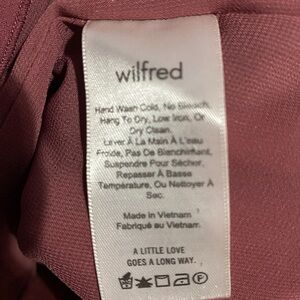 wilfred
Hand Wash Cold, No Bleach,
Hang To Dry, Low Iron, Or
Dry Clean.
Laver À La Main À L'eau
Froide, Pas De Blanchiment,
Suspendre Pour Sécher,
Repasser À Basse
Température, Ou Nettoyer À
Sec.
Made in Vietnam
Fabriqué au Vietnam.
A LITTLE LOVE
GOES A LONG WAY.